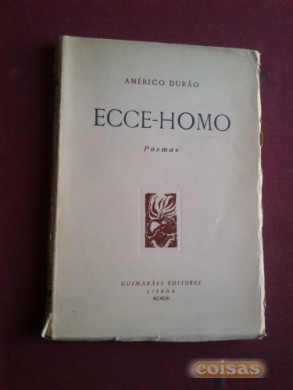 AMÉRICO DURÃO
ECCE-HOMO
Poemas
GUIMARÃES EDITORES
LISBOA
coisas